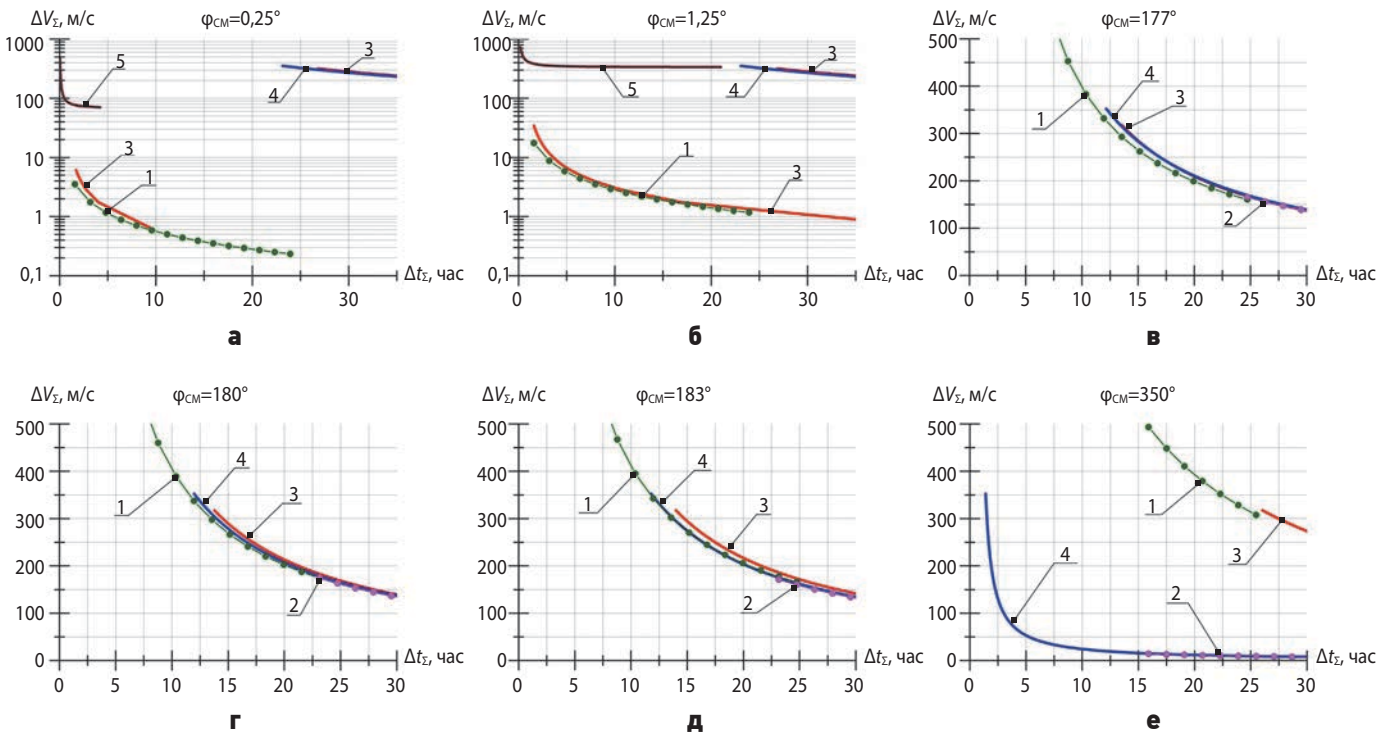 ΔV_Σ, м/с φ_СМ=0,25°
1000
100
10
1
0,1
0 10 20 30
Δt_Σ, час
5
3
4
3
1
а
ΔV_Σ, м/с φ_СМ=1,25°
1000
100
10
1
0,1
0 5 10 15 20 25 30
Δt_Σ, час
3
5
4
1
3
б
ΔV_Σ, м/с φ_СМ=177°
500
400
300
200
100
0
0 5 10 15 20 25 30
Δt_Σ, час
4
1
3
2
в
ΔV_Σ, м/с φ_СМ=180°
500
400
300
200
100
0
0 5 10 15 20 25 30
Δt_Σ, час
4
1
3
2
г
ΔV_Σ, м/с φ_СМ=183°
500
400
300
200
100
0
0 5 10 15 20 25 30
Δt_Σ, час
4
1
3
2
д
ΔV_Σ, м/с φ_СМ=350°
500
400
300
200
100
0
0 5 10 15 20 25 30
Δt_Σ, час
1
4
3
2
е